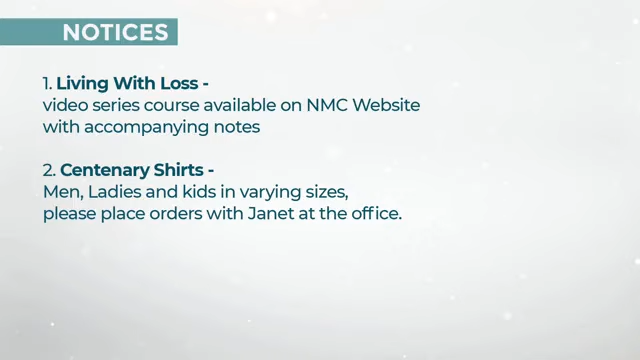 NOTICES
1. Living With Loss -
video series course available on NMC Website
with accompanying notes
2. Centenary Shirts -
Men, Ladies and kids in varying sizes,
please place orders with Janet at the office.